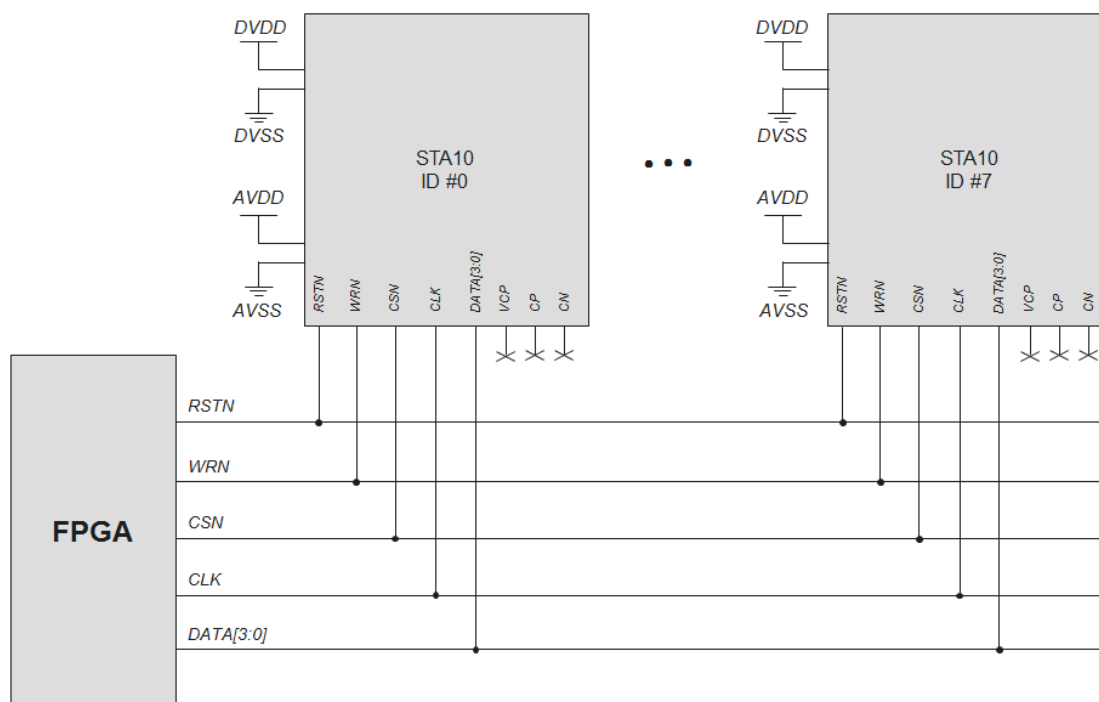 DVDD
DVSS
AVDD
AVSS
STA10
ID #0
RSTN
WRN
CSN
CLK
DATA[3:0]
VCP
CP
CN
DVDD
DVSS
AVDD
AVSS
STA10
ID #7
RSTN
WRN
CSN
CLK
DATA[3:0]
VCP
CP
CN
FPGA
RSTN
WRN
CSN
CLK
DATA[3:0]